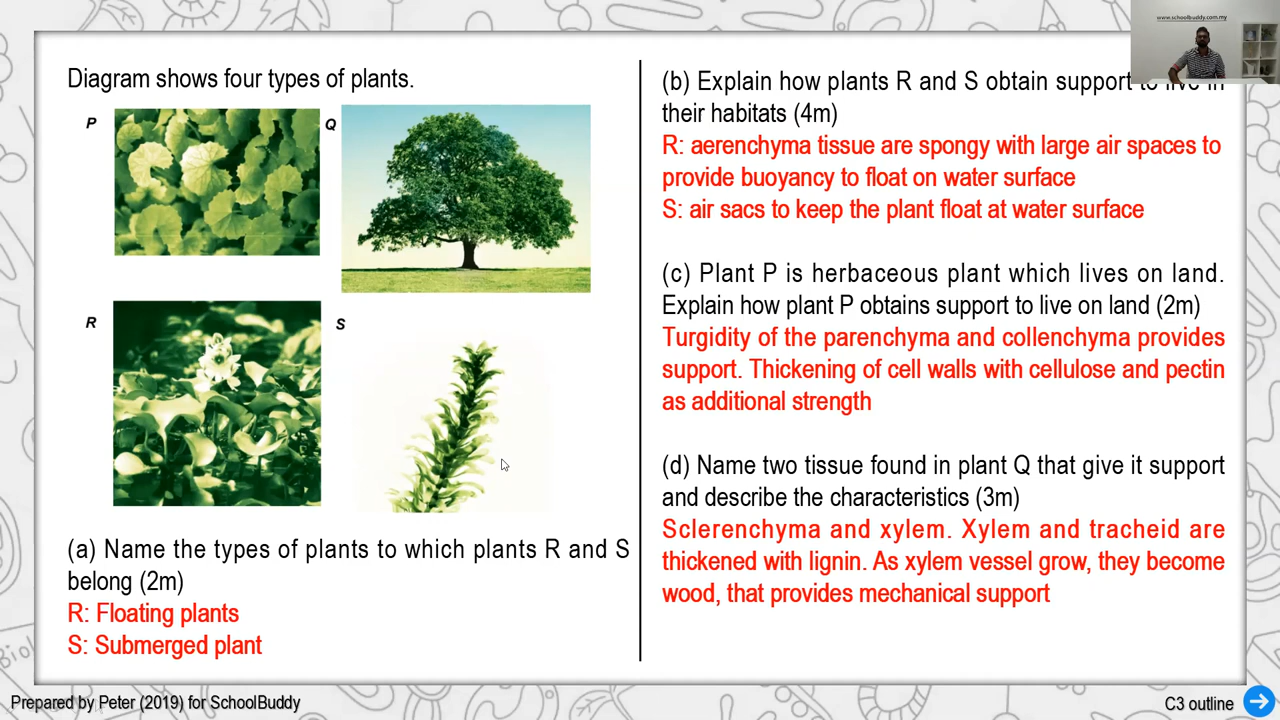 www.schoolbuddy.com.my
Diagram shows four types of plants.
P
Q
R
S
(a) Name the types of plants to which plants R and S
belong (2m)
R: Floating plants
S: Submerged plant
(b) Explain how plants R and S obtain support to live in
their habitats (4m)
R: aerenchyma tissue are spongy with large air spaces to
provide buoyancy to float on water surface
S: air sacs to keep the plant float at water surface
(c) Plant P is herbaceous plant which lives on land.
Explain how plant P obtains support to live on land (2m)
Turgidity of the parenchyma and collenchyma provides
support. Thickening of cell walls with cellulose and pectin
as additional strength
(d) Name two tissue found in plant Q that give it support
and describe the characteristics (3m)
Sclerenchyma and xylem. Xylem and tracheid are
thickened with lignin. As xylem vessel grow, they become
wood, that provides mechanical support
Biol
Prepared by Peter (2019) for SchoolBuddy
C3 outline